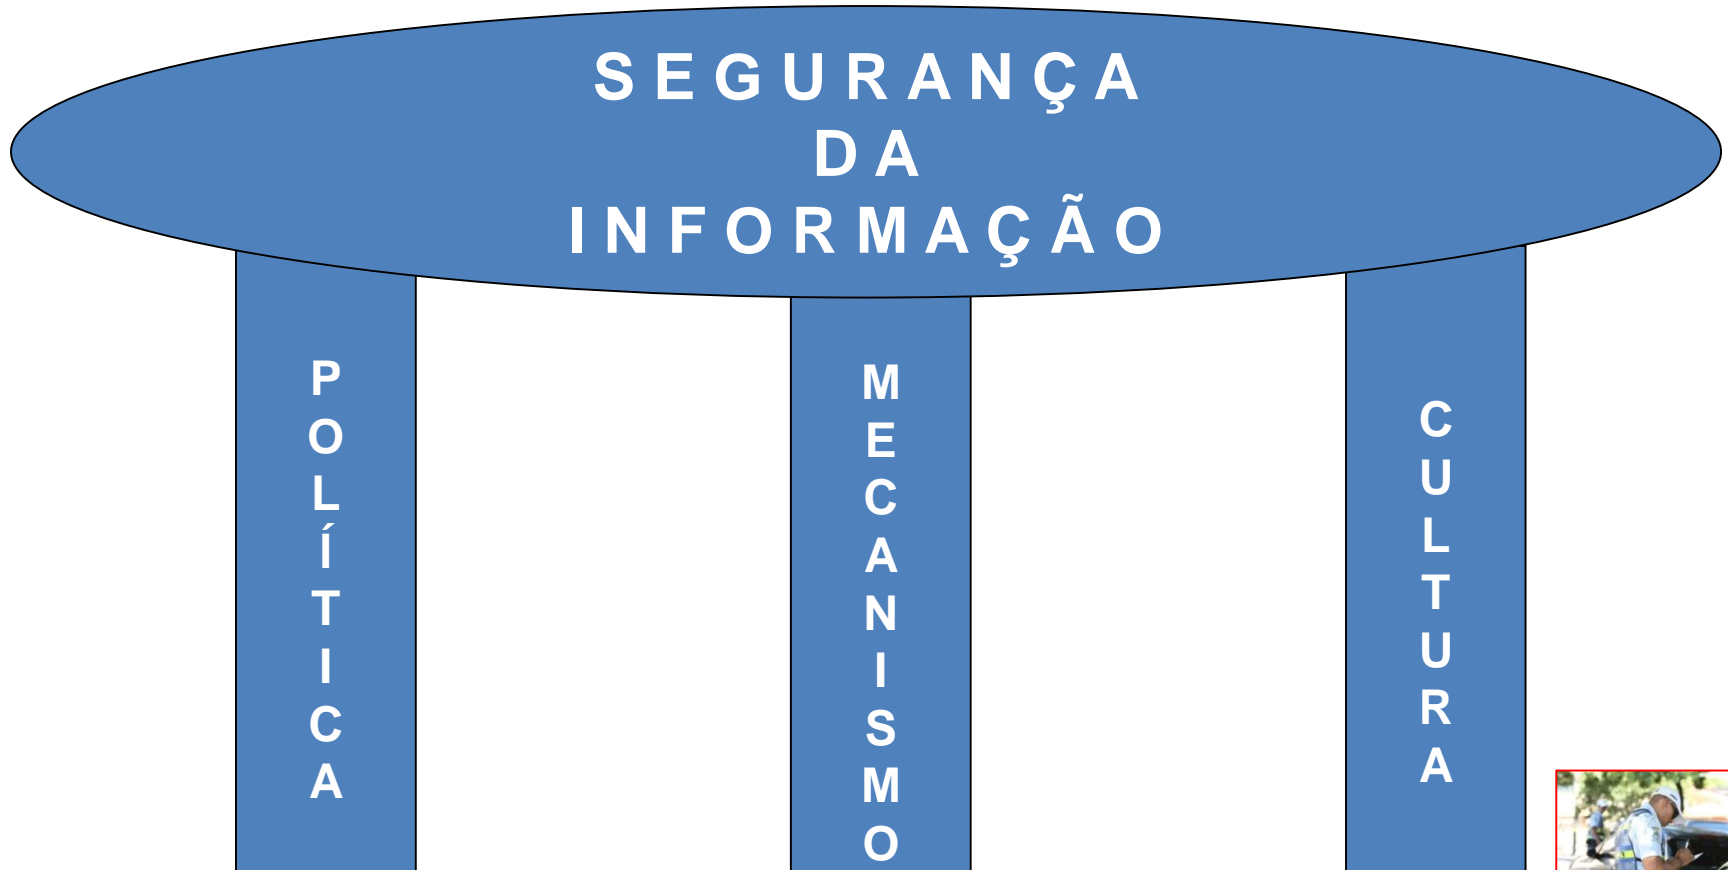 SEGURANÇA
DA
INFORMAÇÃO
POLÍTICA
MECANISMO
CULTURA